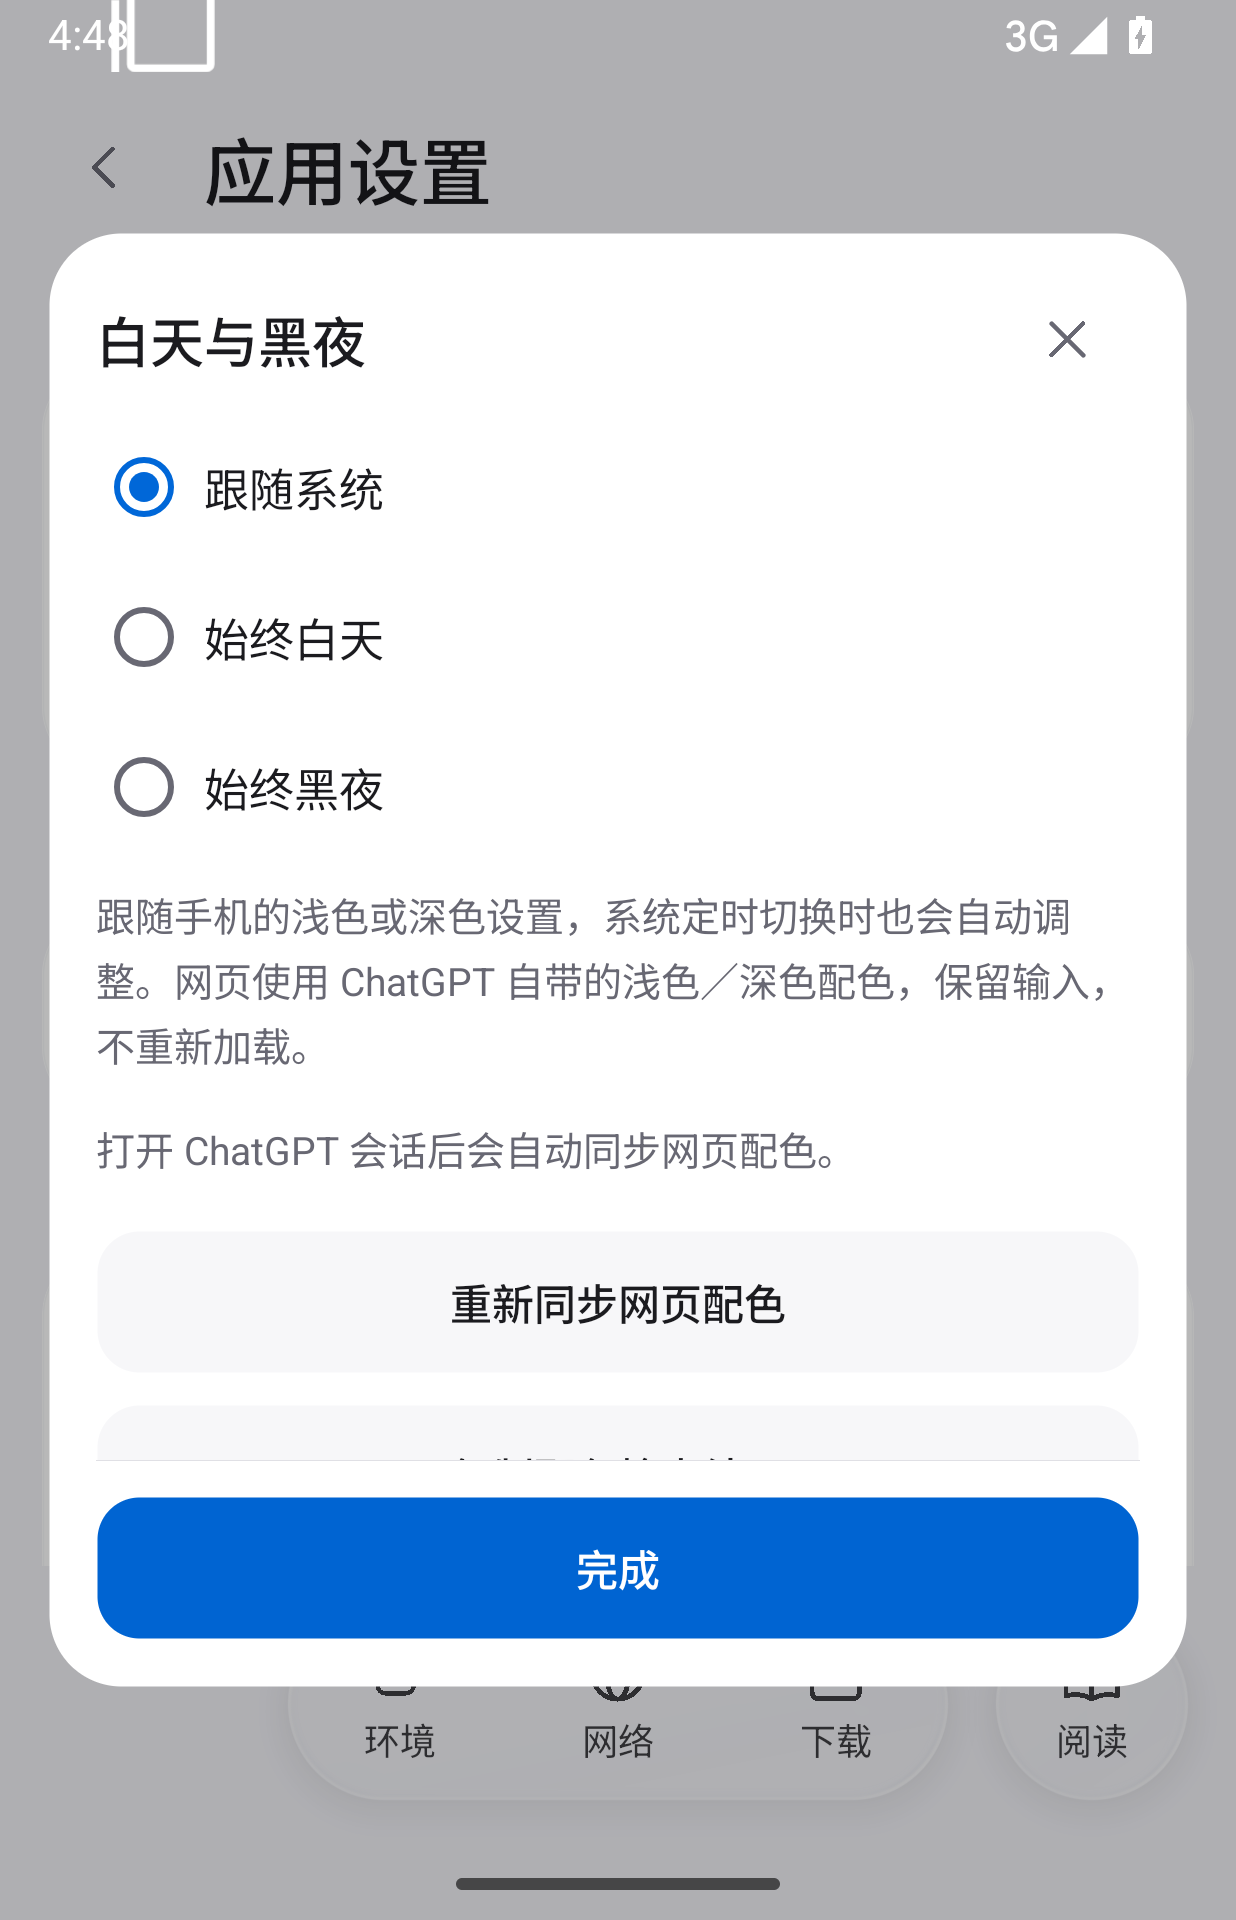 4:48
3G
应用设置
白天与黑夜
跟随系统
始终白天
始终黑夜
跟随手机的浅色或深色设置，系统定时切换时也会自动调
整。网页使用 ChatGPT 自带的浅色／深色配色，保留输入，
不重新加载。
打开 ChatGPT 会话后会自动同步网页配色。
重新同步网页配色
完成
环境
网络
下载
阅读